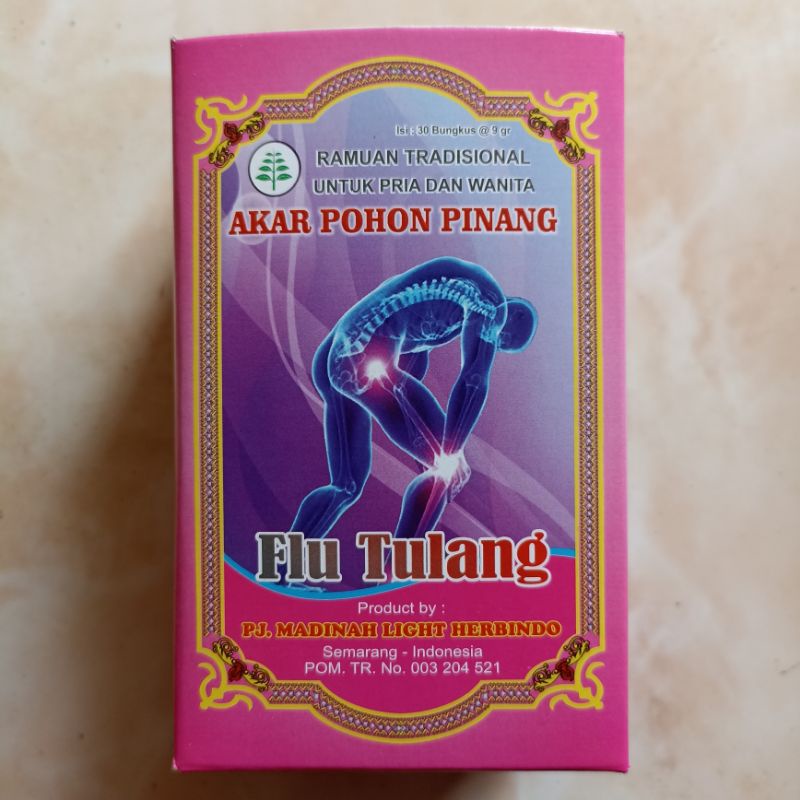 Isi : 30 Bungkus @ 9 gr
RAMUAN TRADISIONAL
UNTUK PRIA DAN WANITA
AKAR POHON PINANG
Flu Tulang
Product by :
PJ. MADINAH LIGHT HERBINDO
Semarang - Indonesia
POM. TR. No. 003 204 521